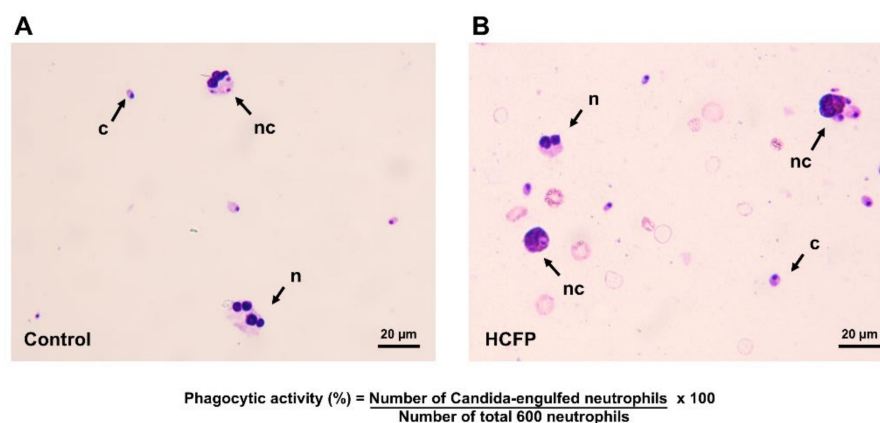 A
B
c
nc
n
Control
20 μm
n
nc
nc
c
HCFP
20 μm
Phagocytic activity (%) = Number of Candida-engulfed neutrophils x 100
Number of total 600 neutrophils